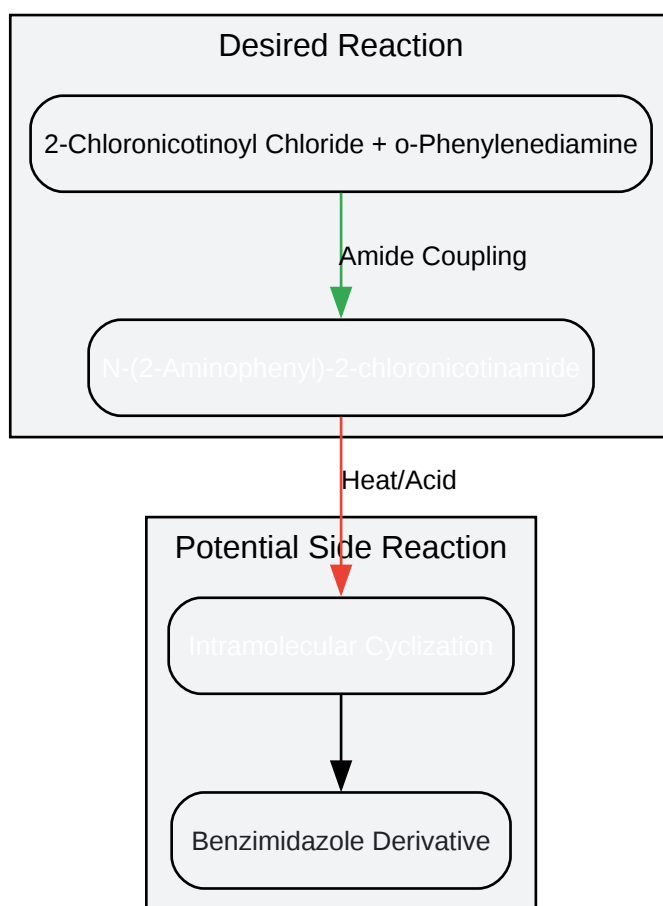 Desired Reaction
2-Chloronicotinoyl Chloride + o-Phenylenediamine
Amide Coupling
N-(2-Aminophenyl)-2-chloronicotinamide
Heat/Acid
Potential Side Reaction
Intramolecular Cyclization
Benzimidazole Derivative